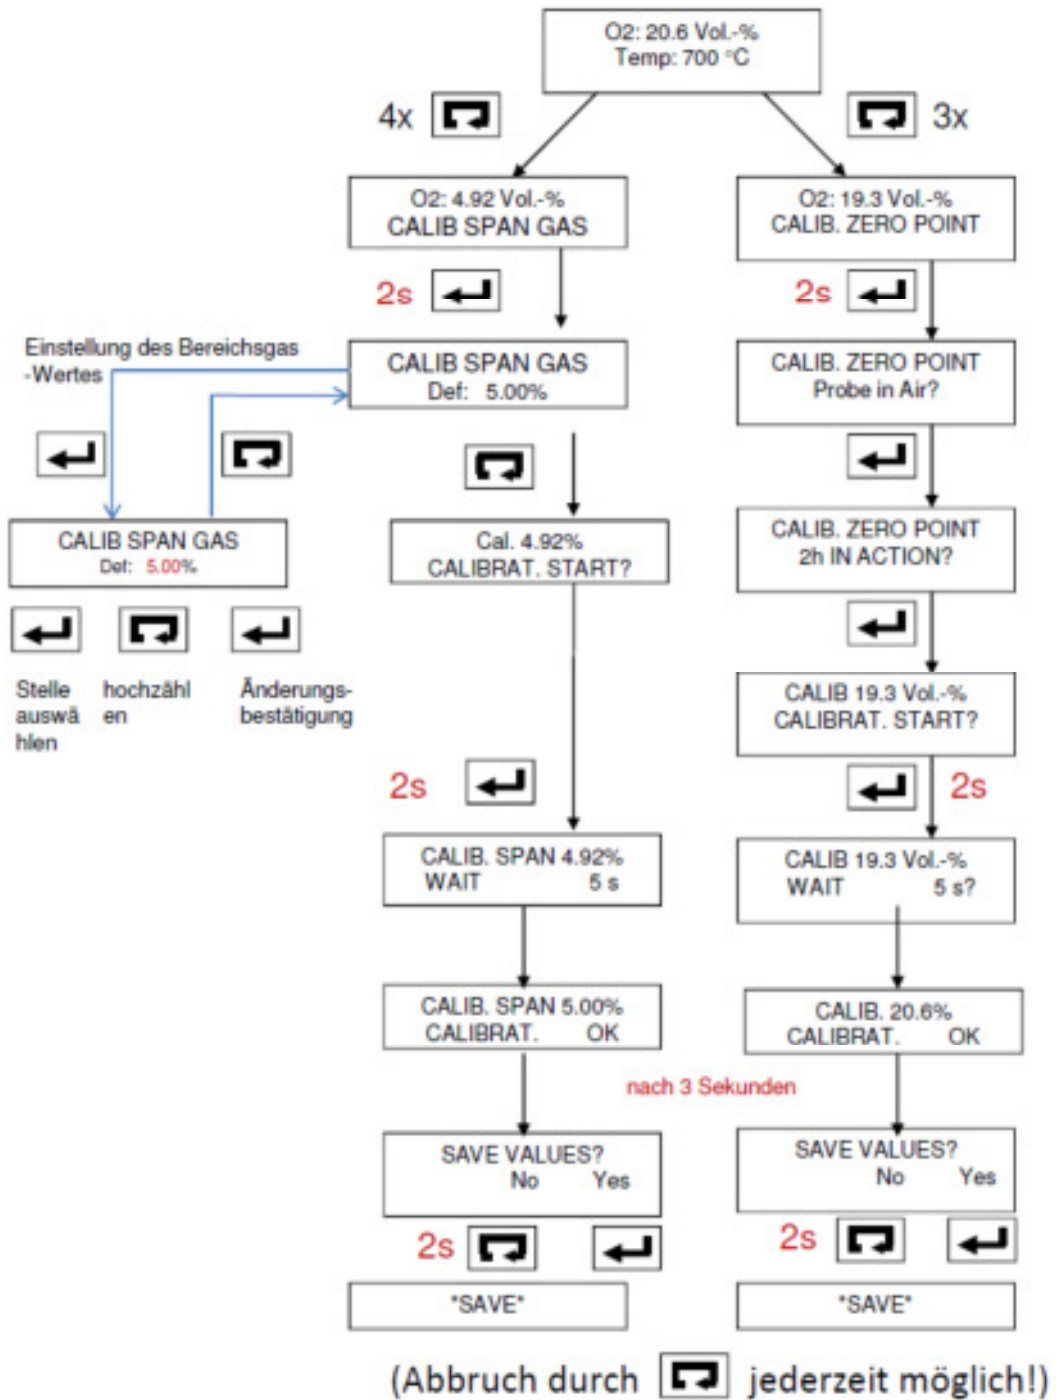 O2: 20.6 Vol.-%
Temp: 700 °C
4x
3x
O2: 4.92 Vol.-%
CALIB SPAN GAS
2s
Einstellung des Bereichsgas
-Wertes
CALIB SPAN GAS
Def: 5.00%
CALIB SPAN GAS
Def: 5.00%
Stelle
auswä
hlen
hochzähl
en
Änderungs-
bestätigung
Cal. 4.92%
CALIBRAT. START?
2s
CALIB. SPAN 4.92%
WAIT 5 s
CALIB. SPAN 5.00%
CALIBRAT. OK
nach 3 Sekunden
SAVE VALUES?
No Yes
2s
*SAVE*
O2: 19.3 Vol.-%
CALIB. ZERO POINT
2s
CALIB. ZERO POINT
Probe in Air?
CALIB. ZERO POINT
2h IN ACTION?
CALIB 19.3 Vol.-%
CALIBRAT. START?
2s
CALIB 19.3 Vol.-%
WAIT 5 s?
CALIB. 20.6%
CALIBRAT. OK
SAVE VALUES?
No Yes
2s
*SAVE*
(Abbruch durch jederzeit möglich!)